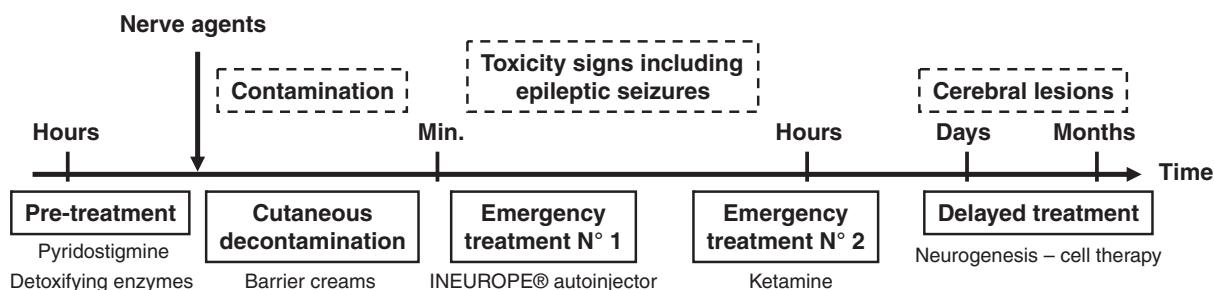 Nerve agents
Contamination
Toxicity signs including
epileptic seizures
Cerebral lesions
Hours
Min.
Hours
Days
Months
Time
Pre-treatment
Pyridostigmine
Detoxifying enzymes
Cutaneous
decontamination
Barrier creams
Emergency
treatment N° 1
INEUROPE® autoinjector
Emergency
treatment N° 2
Ketamine
Delayed treatment
Neurogenesis – cell therapy